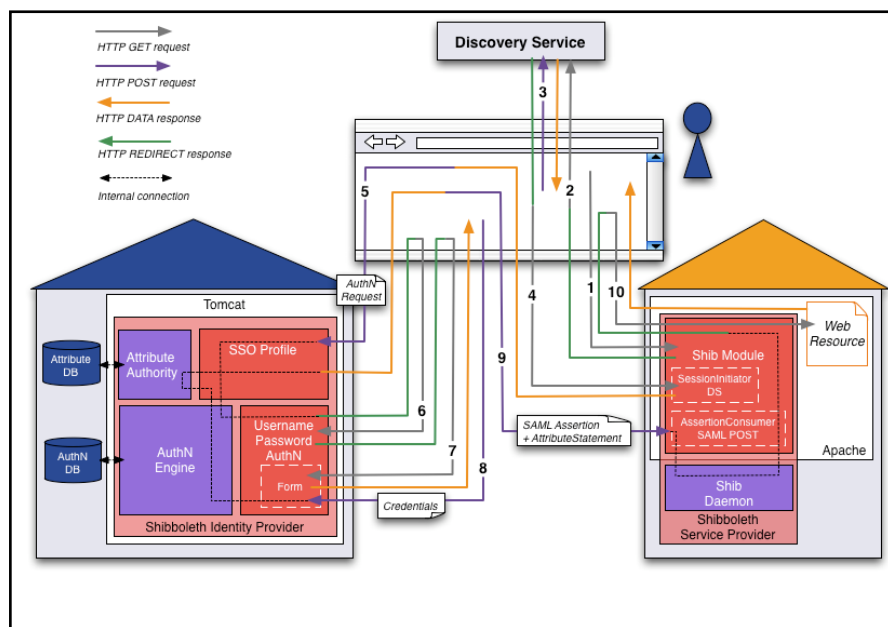 HTTP GET request
HTTP POST request
HTTP DATA response
HTTP REDIRECT response
Internal connection
Discovery Service
3
5
2
1
10
4
AuthN
Request
Tomcat
Attribute
DB
Attribute
Authority
SSO Profile
9
6
7
8
Username
Password
AuthN
Form
AuthN
DB
AuthN
Engine
Shibboleth Identity Provider
Credentials
SAML Assertion
+ AttributeStatement
Web
Resource
Shib Module
SessionInitiator
DS
AssertionConsumer
SAML POST
Apache
Shib
Daemon
Shibboleth
Service Provider